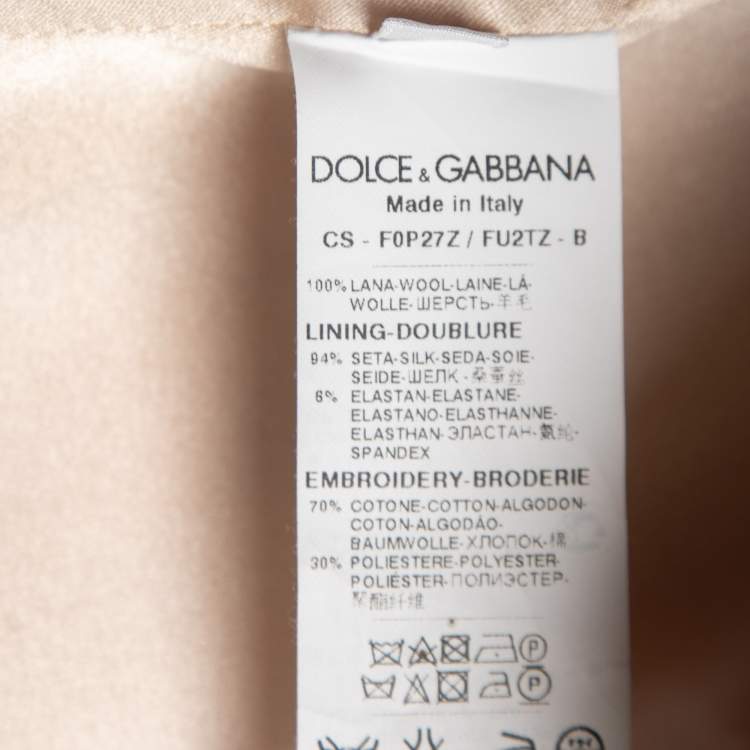 DOLCE & GABBANA
Made in Italy
CS - F0P27Z / FU2TZ - B
100% LANA-WOOL-LAINE-LÃ-
WOLLE-ШЕРСТЬ-羊毛
LINING-DOUBLURE
94% SETA-SILK-SEDA-SOIE-
SEIDE-ШЕЛК-桑蚕丝
6% ELASTAN-ELASTANE-
ELASTANO-ELASTHANNE-
ELASTHAN-ЭЛАСТАН-氨纶-
SPANDEX
EMBROIDERY-BRODERIE
70% COTONE-COTTON-ALGODON-
COTON-ALGODÃO-
BAUMWOLLE-ХЛОПОК-棉
30% POLIESTERE-POLYESTER-
POLIÉSTER-ПОЛИЭСТЕР-
聚酯纤维
P
P